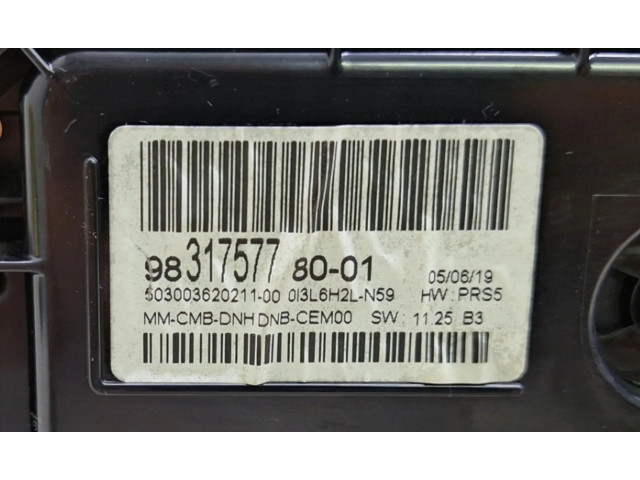 98 317577 80-01
05/06/19
503003620211-00 0I3L6H2L-N59 HW : PRS5
MM-CMB-DNH DNB-CEM00 SW : 11.25 B3